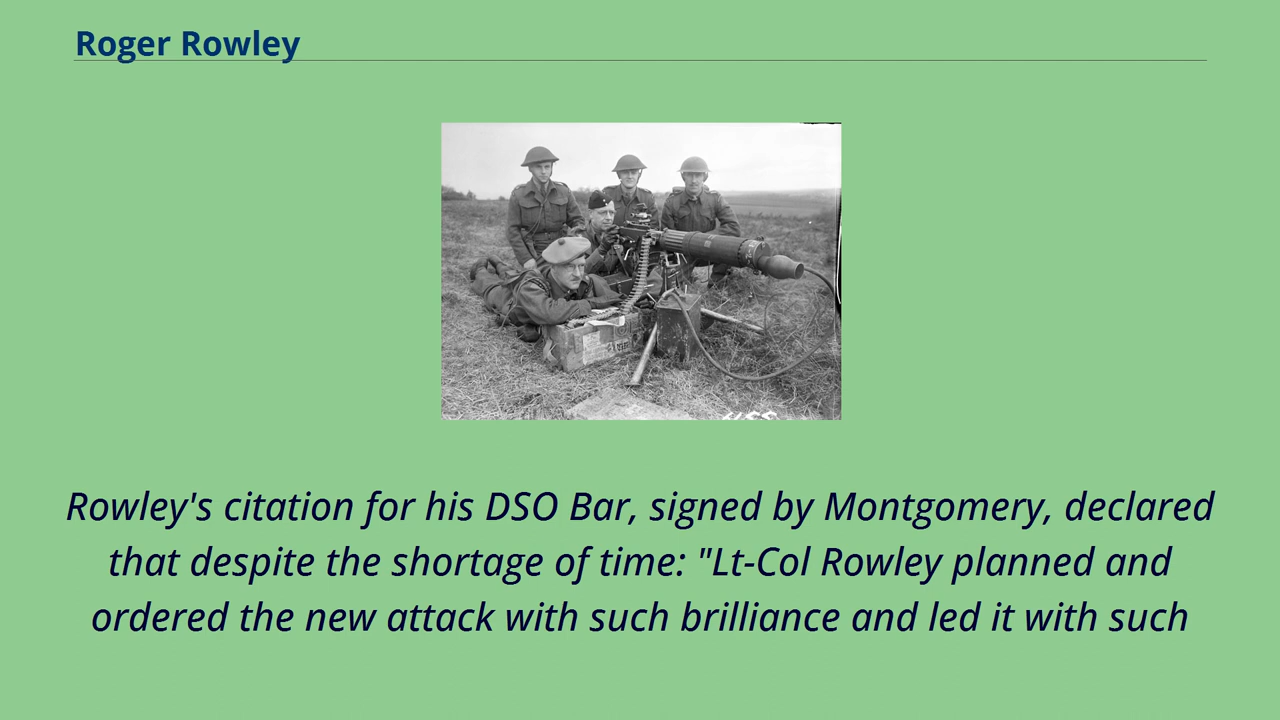 Roger Rowley
Rowley's citation for his DSO Bar, signed by Montgomery, declared
that despite the shortage of time: "Lt-Col Rowley planned and
ordered the new attack with such brilliance and led it with such